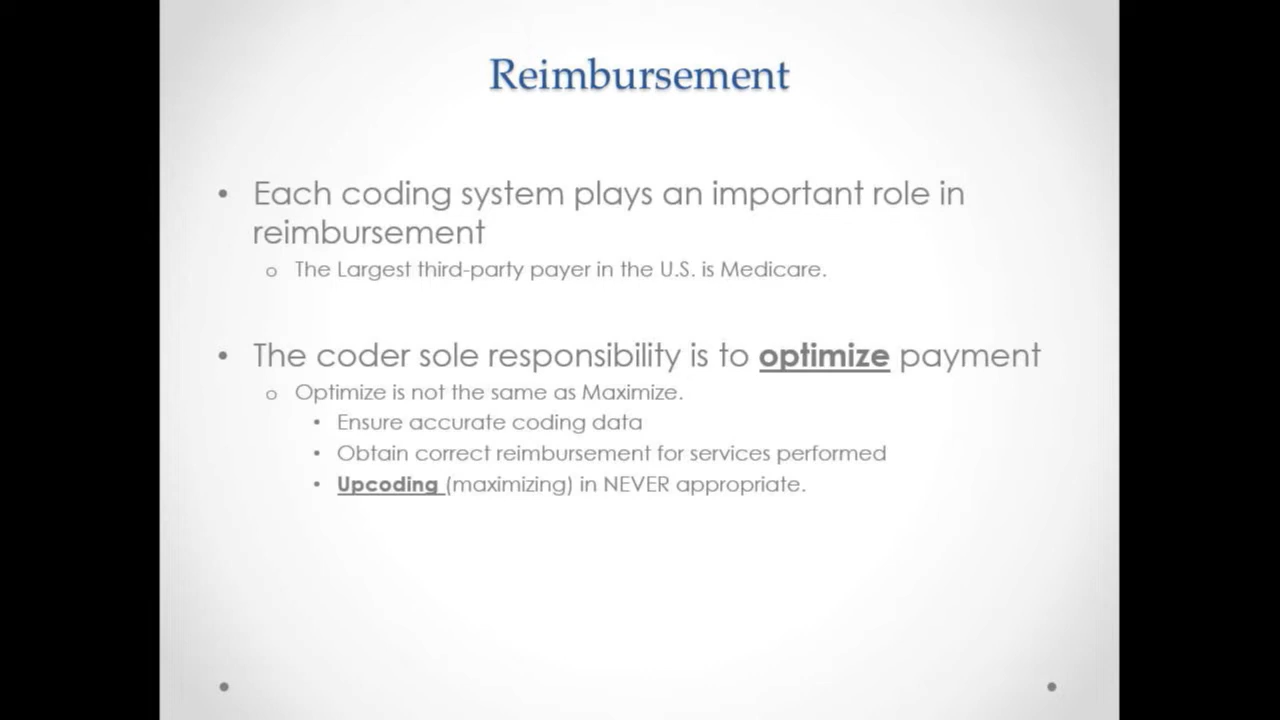 Reimbursement
• Each coding system plays an important role in
reimbursement
o The Largest third-party payer in the U.S. is Medicare.
• The coder sole responsibility is to optimize payment
o Optimize is not the same as Maximize.
• Ensure accurate coding data
• Obtain correct reimbursement for services performed
• Upcoding (maximizing) in NEVER appropriate.